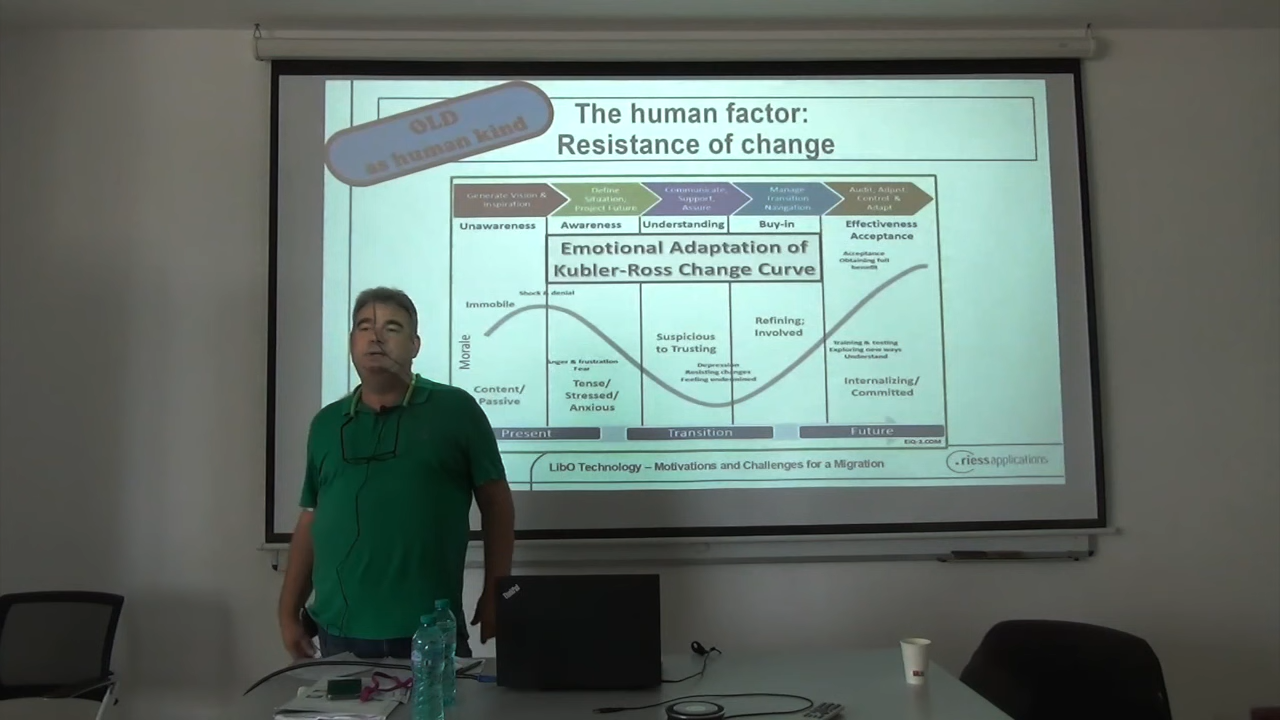 OLD
as human kind
The human factor:
Resistance of change
Generate Vision &
Inspiration
Define
Situation,
Project Future
Communicate,
Support,
Assure
Manage
Transition
Navigation
Audit, Adjust
Control &
Adapt
Unawareness
Awareness
Understanding
Buy-in
Effectiveness
Acceptance
Emotional Adaptation of
Kubler-Ross Change Curve
Acceptance
Obtaining full
benefit
Shock & denial
Immobile
Morale
Suspicious
to Trusting
Refining;
Involved
Training & testing
Exploring new ways
Understand
Anger & frustration
Fear
Depression
Resisting changes
Feeling undermined
Content/
Passive
Tense/
Stressed/
Anxious
Internalizing/
Committed
Present
Transition
Future
EIQ-2.COM
LibO Technology – Motivations and Challenges for a Migration
.riess applications
ThinkPad